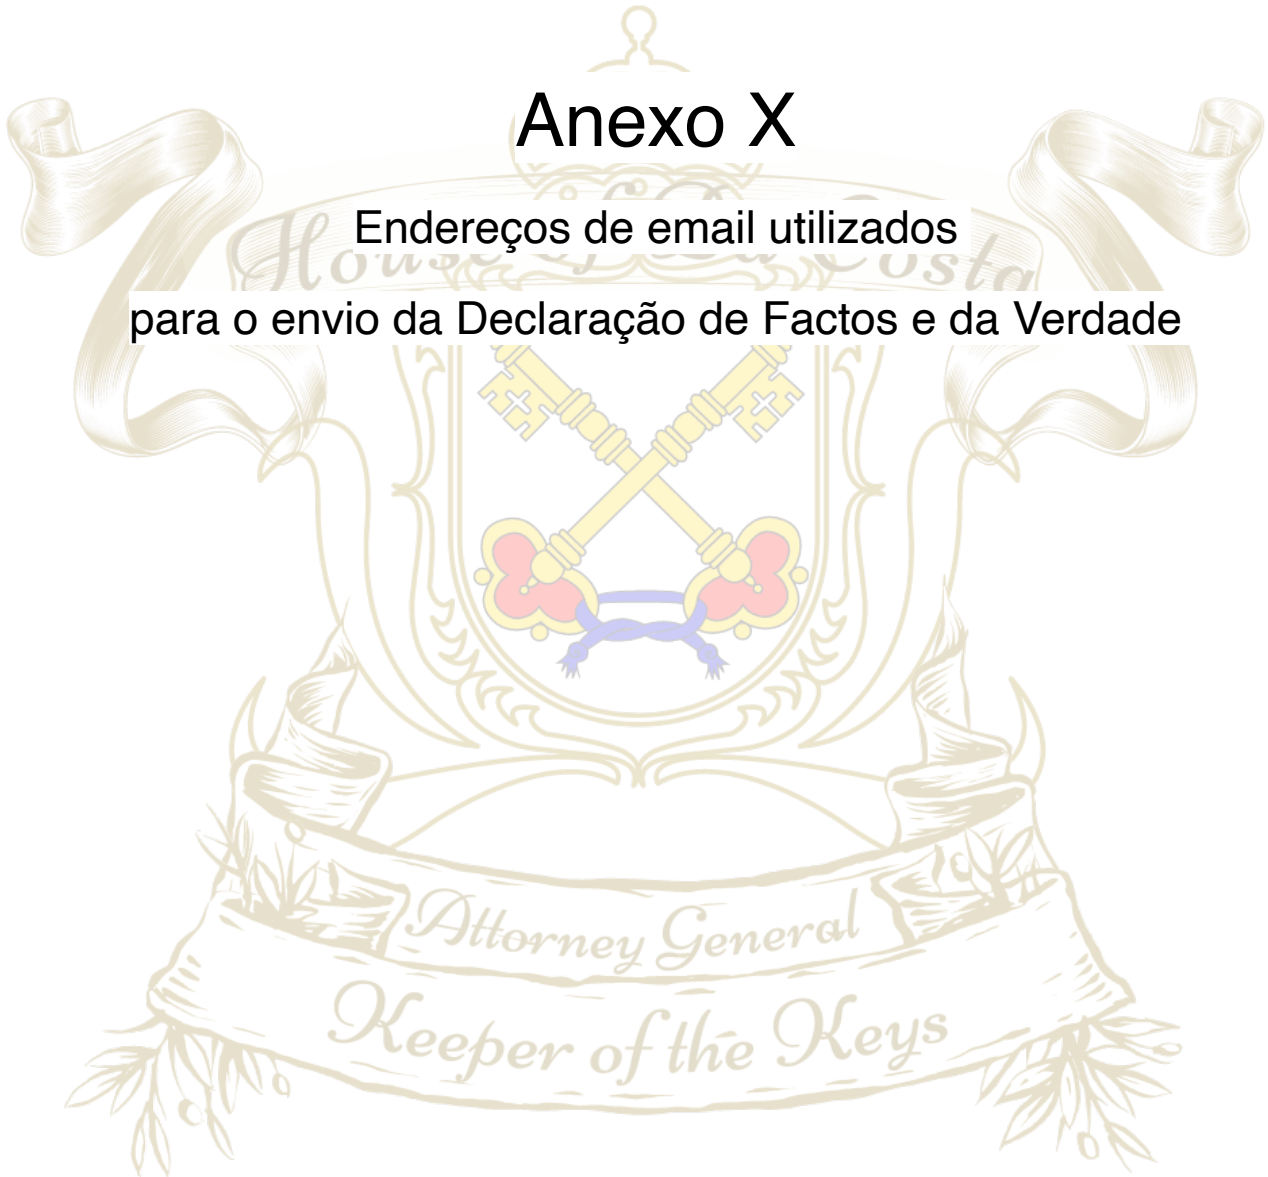 Anexo X
House of Da Costa
Endereços de email utilizados
para o envio da Declaração de Factos e da Verdade
Attorney General
Keeper of the Keys